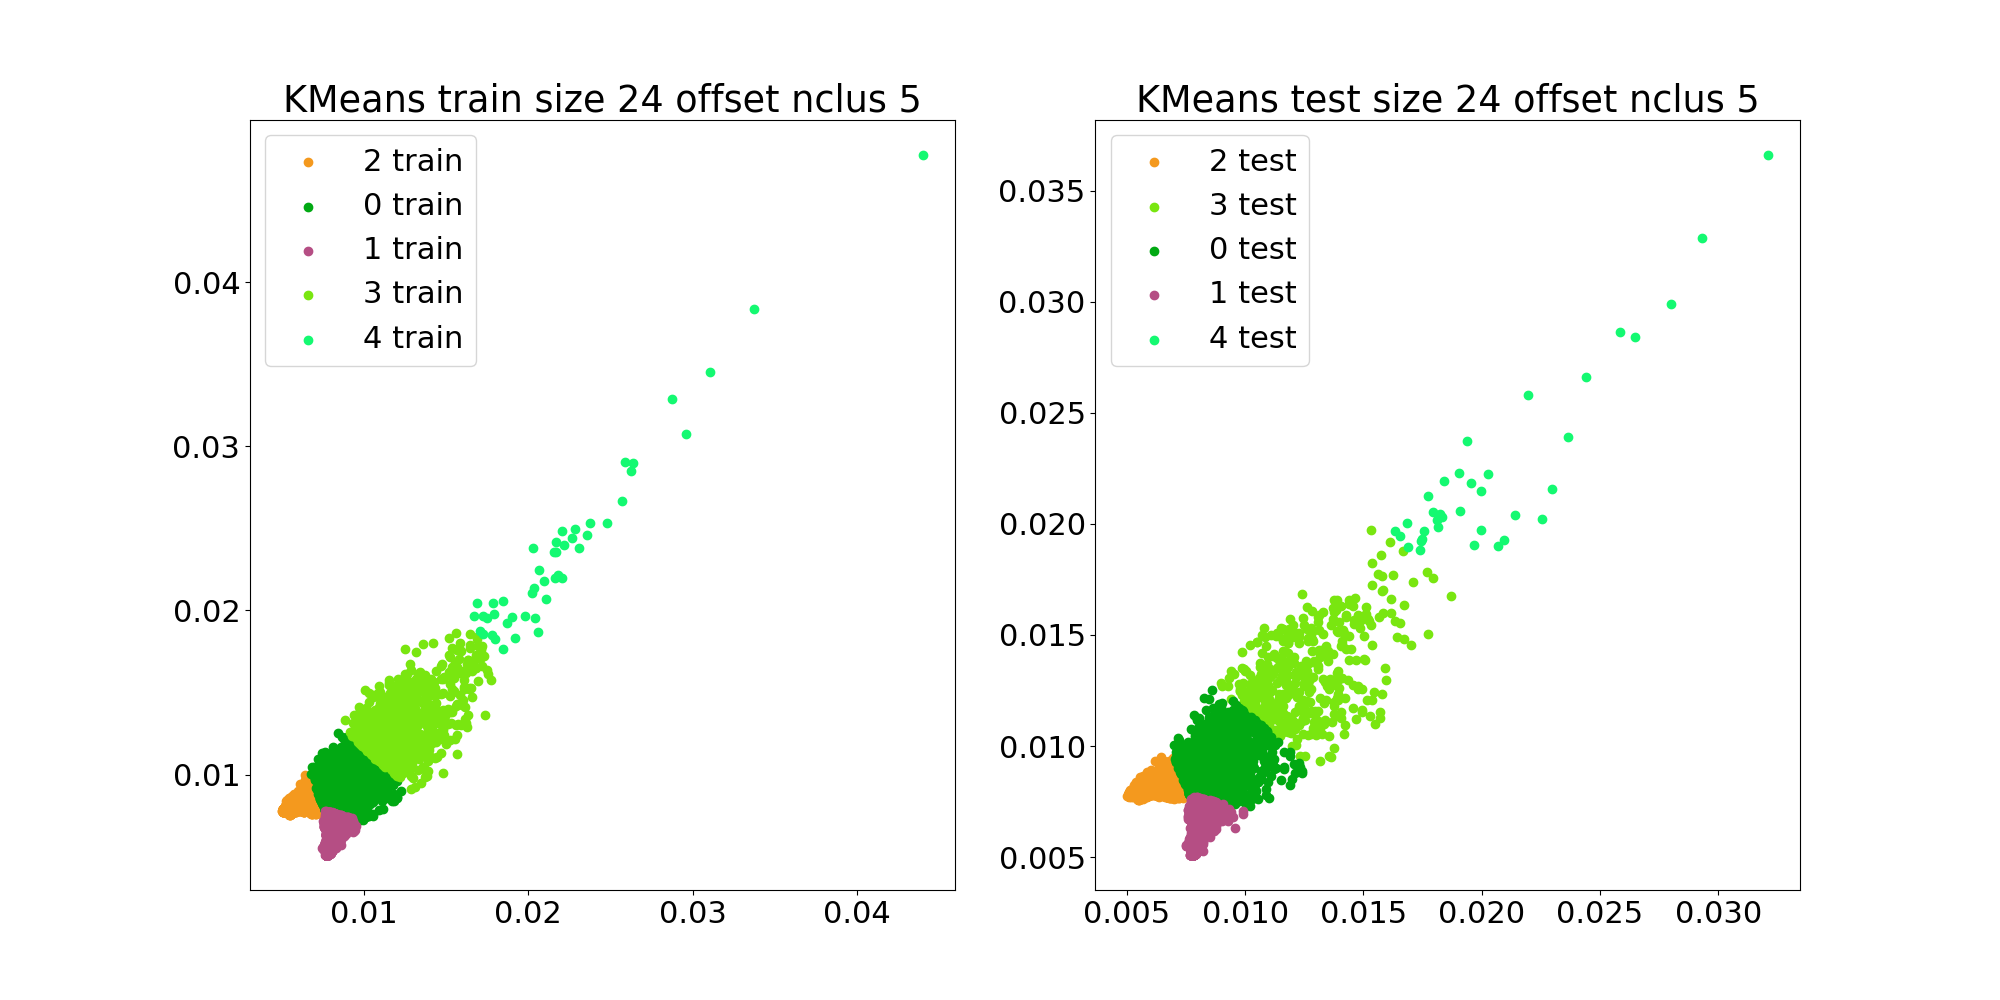 KMeans train size 24 offset nclus 5
2 train
0 train
1 train
3 train
4 train
0.04
0.03
0.02
0.01
0.01 0.02 0.03 0.04
KMeans test size 24 offset nclus 5
2 test
3 test
0 test
1 test
4 test
0.035
0.030
0.025
0.020
0.015
0.010
0.005
0.005 0.010 0.015 0.020 0.025 0.030